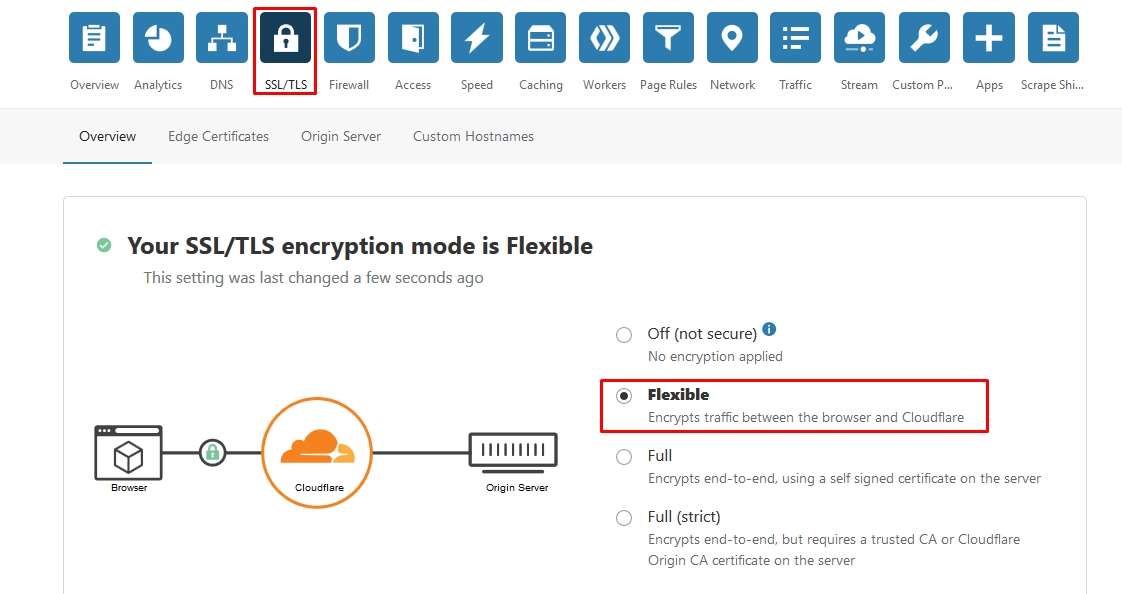 Overview Analytics DNS SSL/TLS Firewall Access Speed Caching Workers Page Rules Network Traffic Stream Custom P... Apps Scrape Shi...
Overview Edge Certificates Origin Server Custom Hostnames
Your SSL/TLS encryption mode is Flexible
This setting was last changed a few seconds ago
Off (not secure)
No encryption applied
Flexible
Encrypts traffic between the browser and Cloudflare
Full
Encrypts end-to-end, using a self signed certificate on the server
Full (strict)
Encrypts end-to-end, but requires a trusted CA or Cloudflare
Origin CA certificate on the server
Browser Cloudflare Origin Server